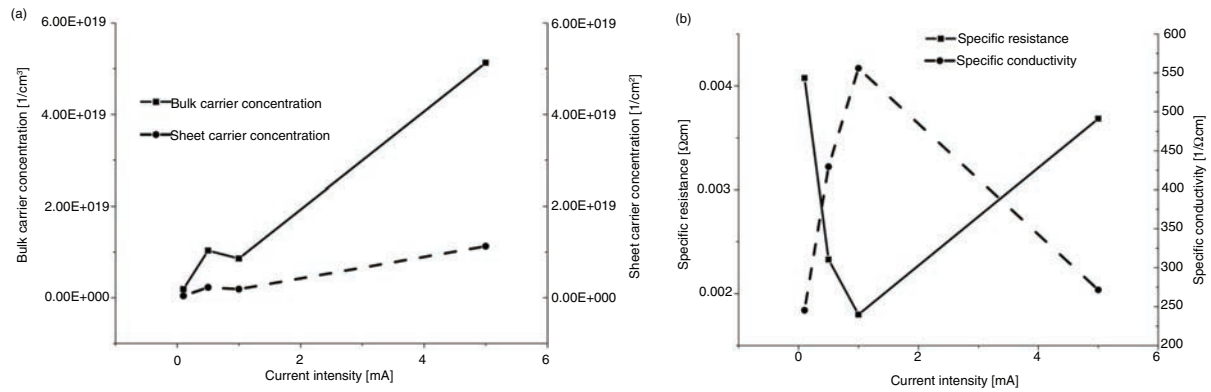 (a)
6.00E+019
4.00E+019
2.00E+019
0.00E+000
Bulk carrier concentration [1/cm³]
Bulk carrier concentration
Sheet carrier concentration
6.00E+019
4.00E+019
2.00E+019
0.00E+000
Sheet carrier concentration [1/cm²]
0
2
4
6
Current intensity [mA]
(b)
0.004
0.003
0.002
Specific resistance [Ωcm]
Specific resistance
Specific conductivity
600
550
500
450
400
350
300
250
200
Specific conductivity [1/Ωcm]
0
2
4
6
Current intensity [mA]